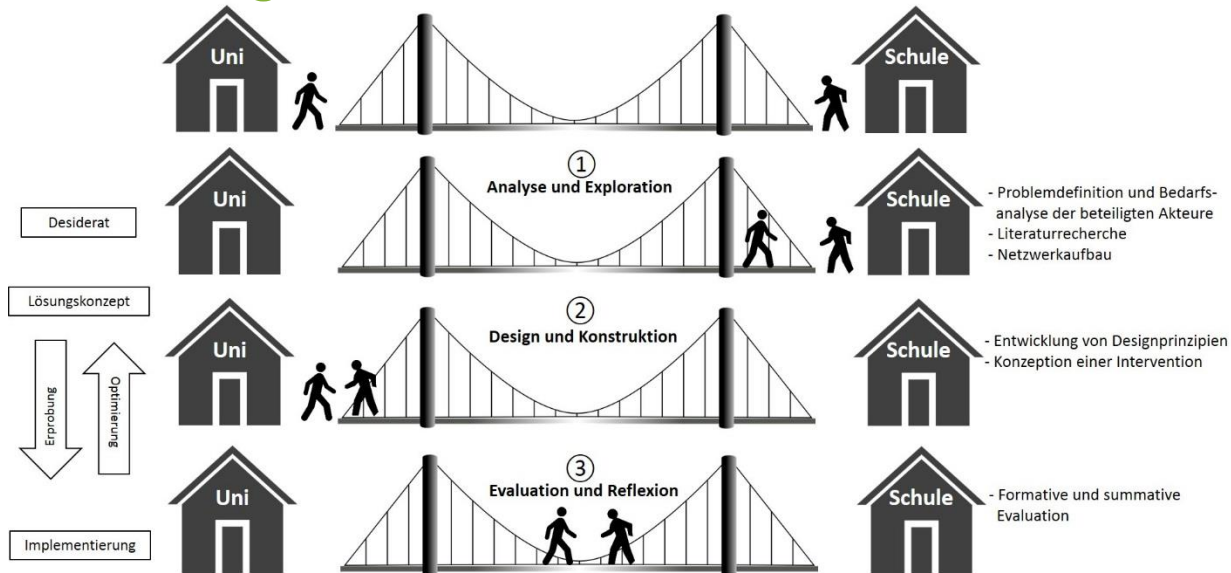 Uni
Schule
①
Analyse und Exploration
Desiderat
Uni
Schule
- Problemdefinition und Bedarfs-
analyse der beteiligten Akteure
- Literaturrecherche
- Netzwerkaufbau
Lösungskonzept
②
Design und Konstruktion
Uni
Schule
- Entwicklung von Designprinzipien
- Konzeption einer Intervention
Erprobung
Optimierung
③
Evaluation und Reflexion
Uni
Schule
- Formative und summative
Evaluation
Implementierung